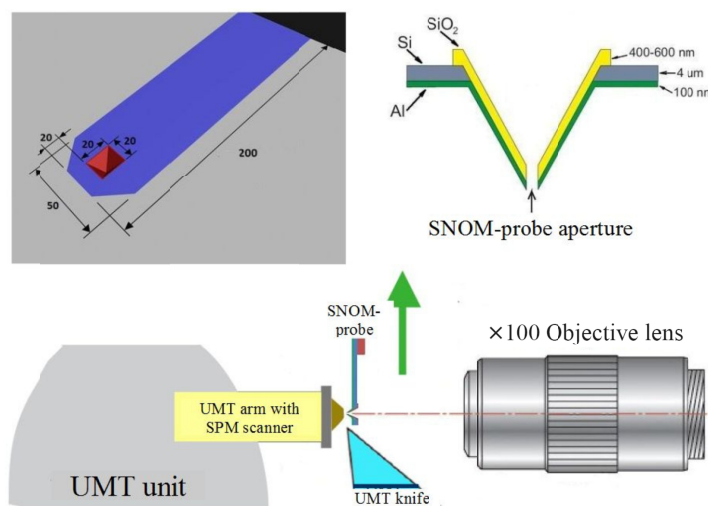 20
20
20
200
50
SiO2
Si
400-600 nm
4 um
100 nm
Al
SNOM-probe aperture
SNOM-
probe
×100 Objective lens
UMT arm with
SPM scanner
UMT unit
UMT knife